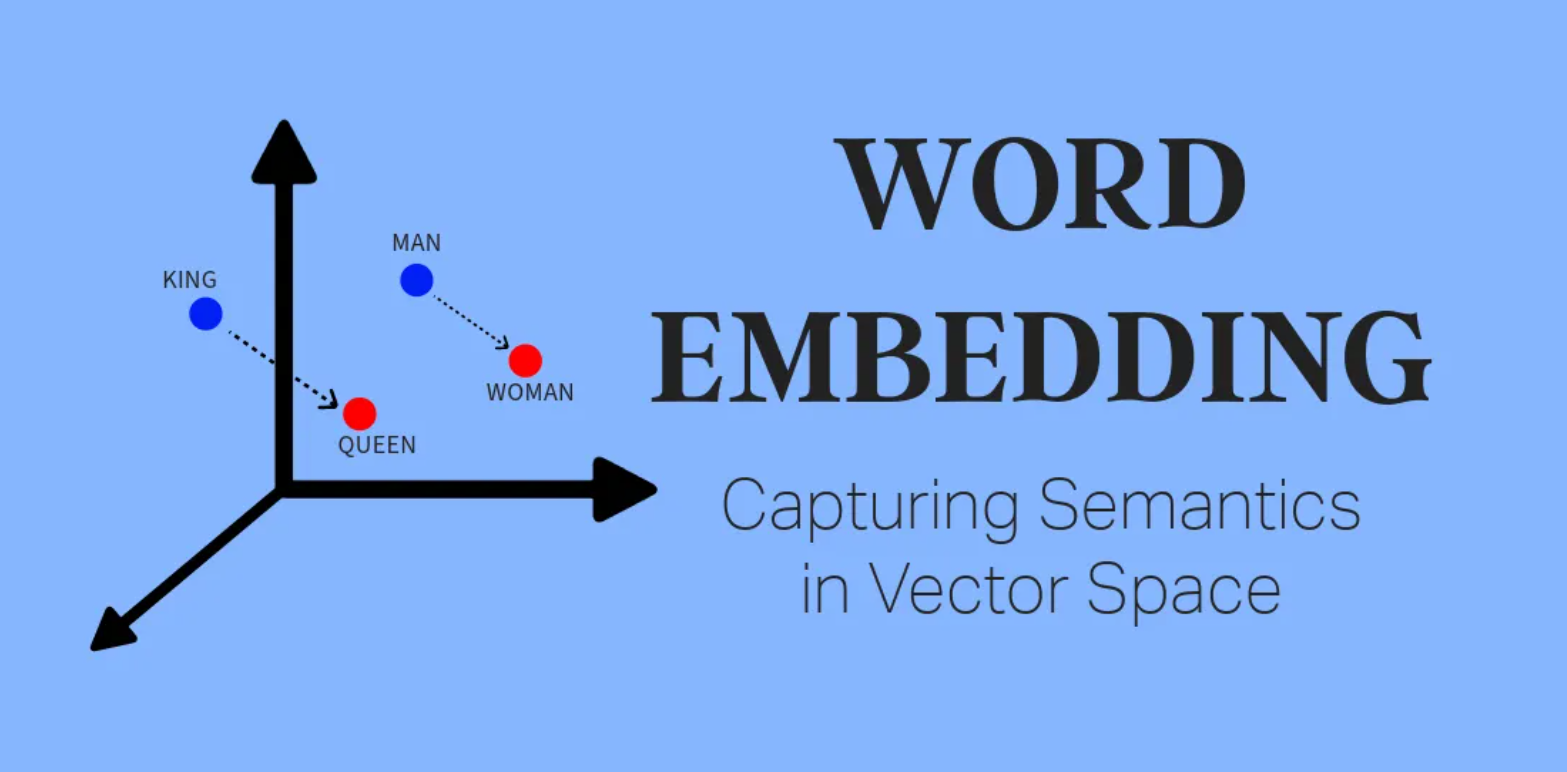 WORD
EMBEDDING
Capturing Semantics
in Vector Space
MAN
KING
WOMAN
QUEEN